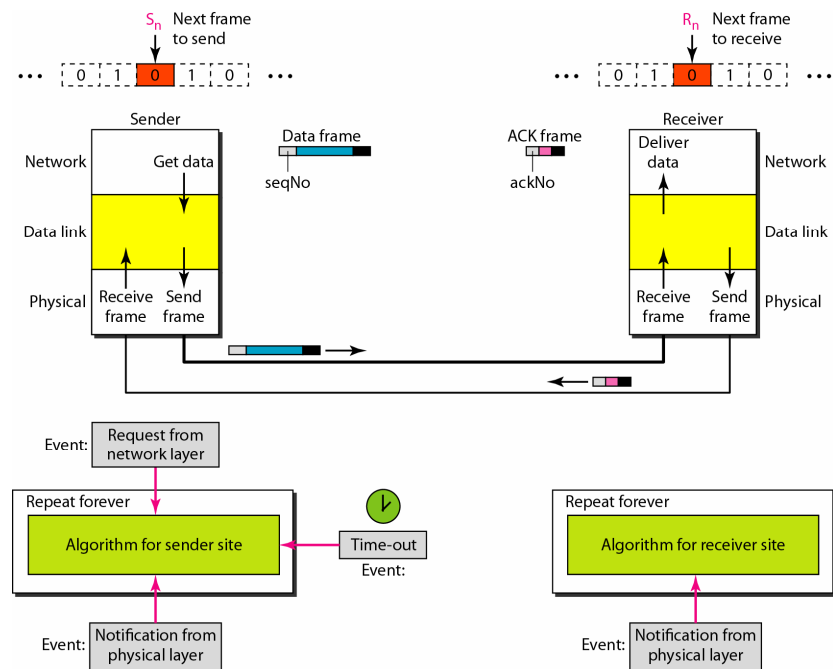 Sn Next frame
to send
Rn Next frame
to receive
••• 0 1 0 1 0 •••
••• 0 1 0 1 0 •••
Sender
Data frame
ACK frame
Receiver
Network
Get data
seqNo
ackNo
Deliver
data
Network
Data link
Data link
Physical
Receive
frame
Send
frame
Receive
frame
Send
frame
Physical
Event:
Request from
network layer
Repeat forever
Algorithm for sender site
Time-out
Event:
Event:
Notification from
physical layer
Repeat forever
Algorithm for receiver site
Event:
Notification from
physical layer